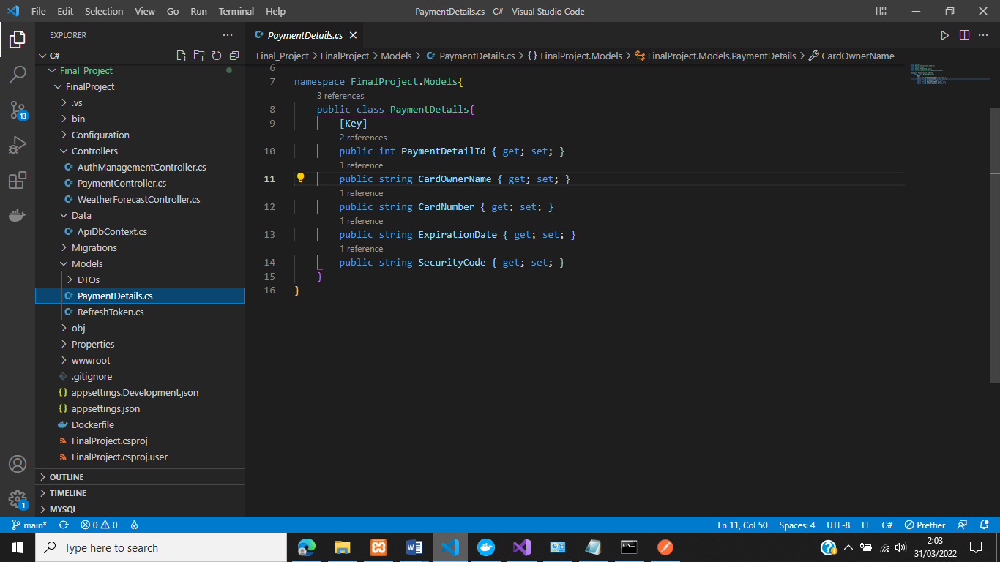 File Edit Selection View Go Run Terminal Help PaymentDetails.cs - C# - Visual Studio Code
EXPLORER
C#
Final_Project
FinalProject
.vs
bin
Configuration
Controllers
AuthManagementController.cs
PaymentController.cs
WeatherForecastController.cs
Data
ApiDbContext.cs
Migrations
Models
DTOs
PaymentDetails.cs
RefreshToken.cs
obj
Properties
wwwroot
.gitignore
appsettings.Development.json
appsettings.json
Dockerfile
FinalProject.csproj
FinalProject.csproj.user
OUTLINE
TIMELINE
MYSQL
13
1
PaymentDetails.cs
Final_Project > FinalProject > Models > PaymentDetails.cs > {} FinalProject.Models > FinalProject.Models.PaymentDetails > CardOwnerName
6
7 namespace FinalProject.Models{
3 references
8 public class PaymentDetails{
9 [Key]
2 references
10 public int PaymentDetailId { get; set; }
1 reference
11 public string CardOwnerName { get; set; }
1 reference
12 public string CardNumber { get; set; }
1 reference
13 public string ExpirationDate { get; set; }
1 reference
14 public string SecurityCode { get; set; }
15 }
16 }
main* 0 0 Ln 11, Col 50 Spaces: 4 UTF-8 LF C# Prettier
Type here to search
2:03
31/03/2022